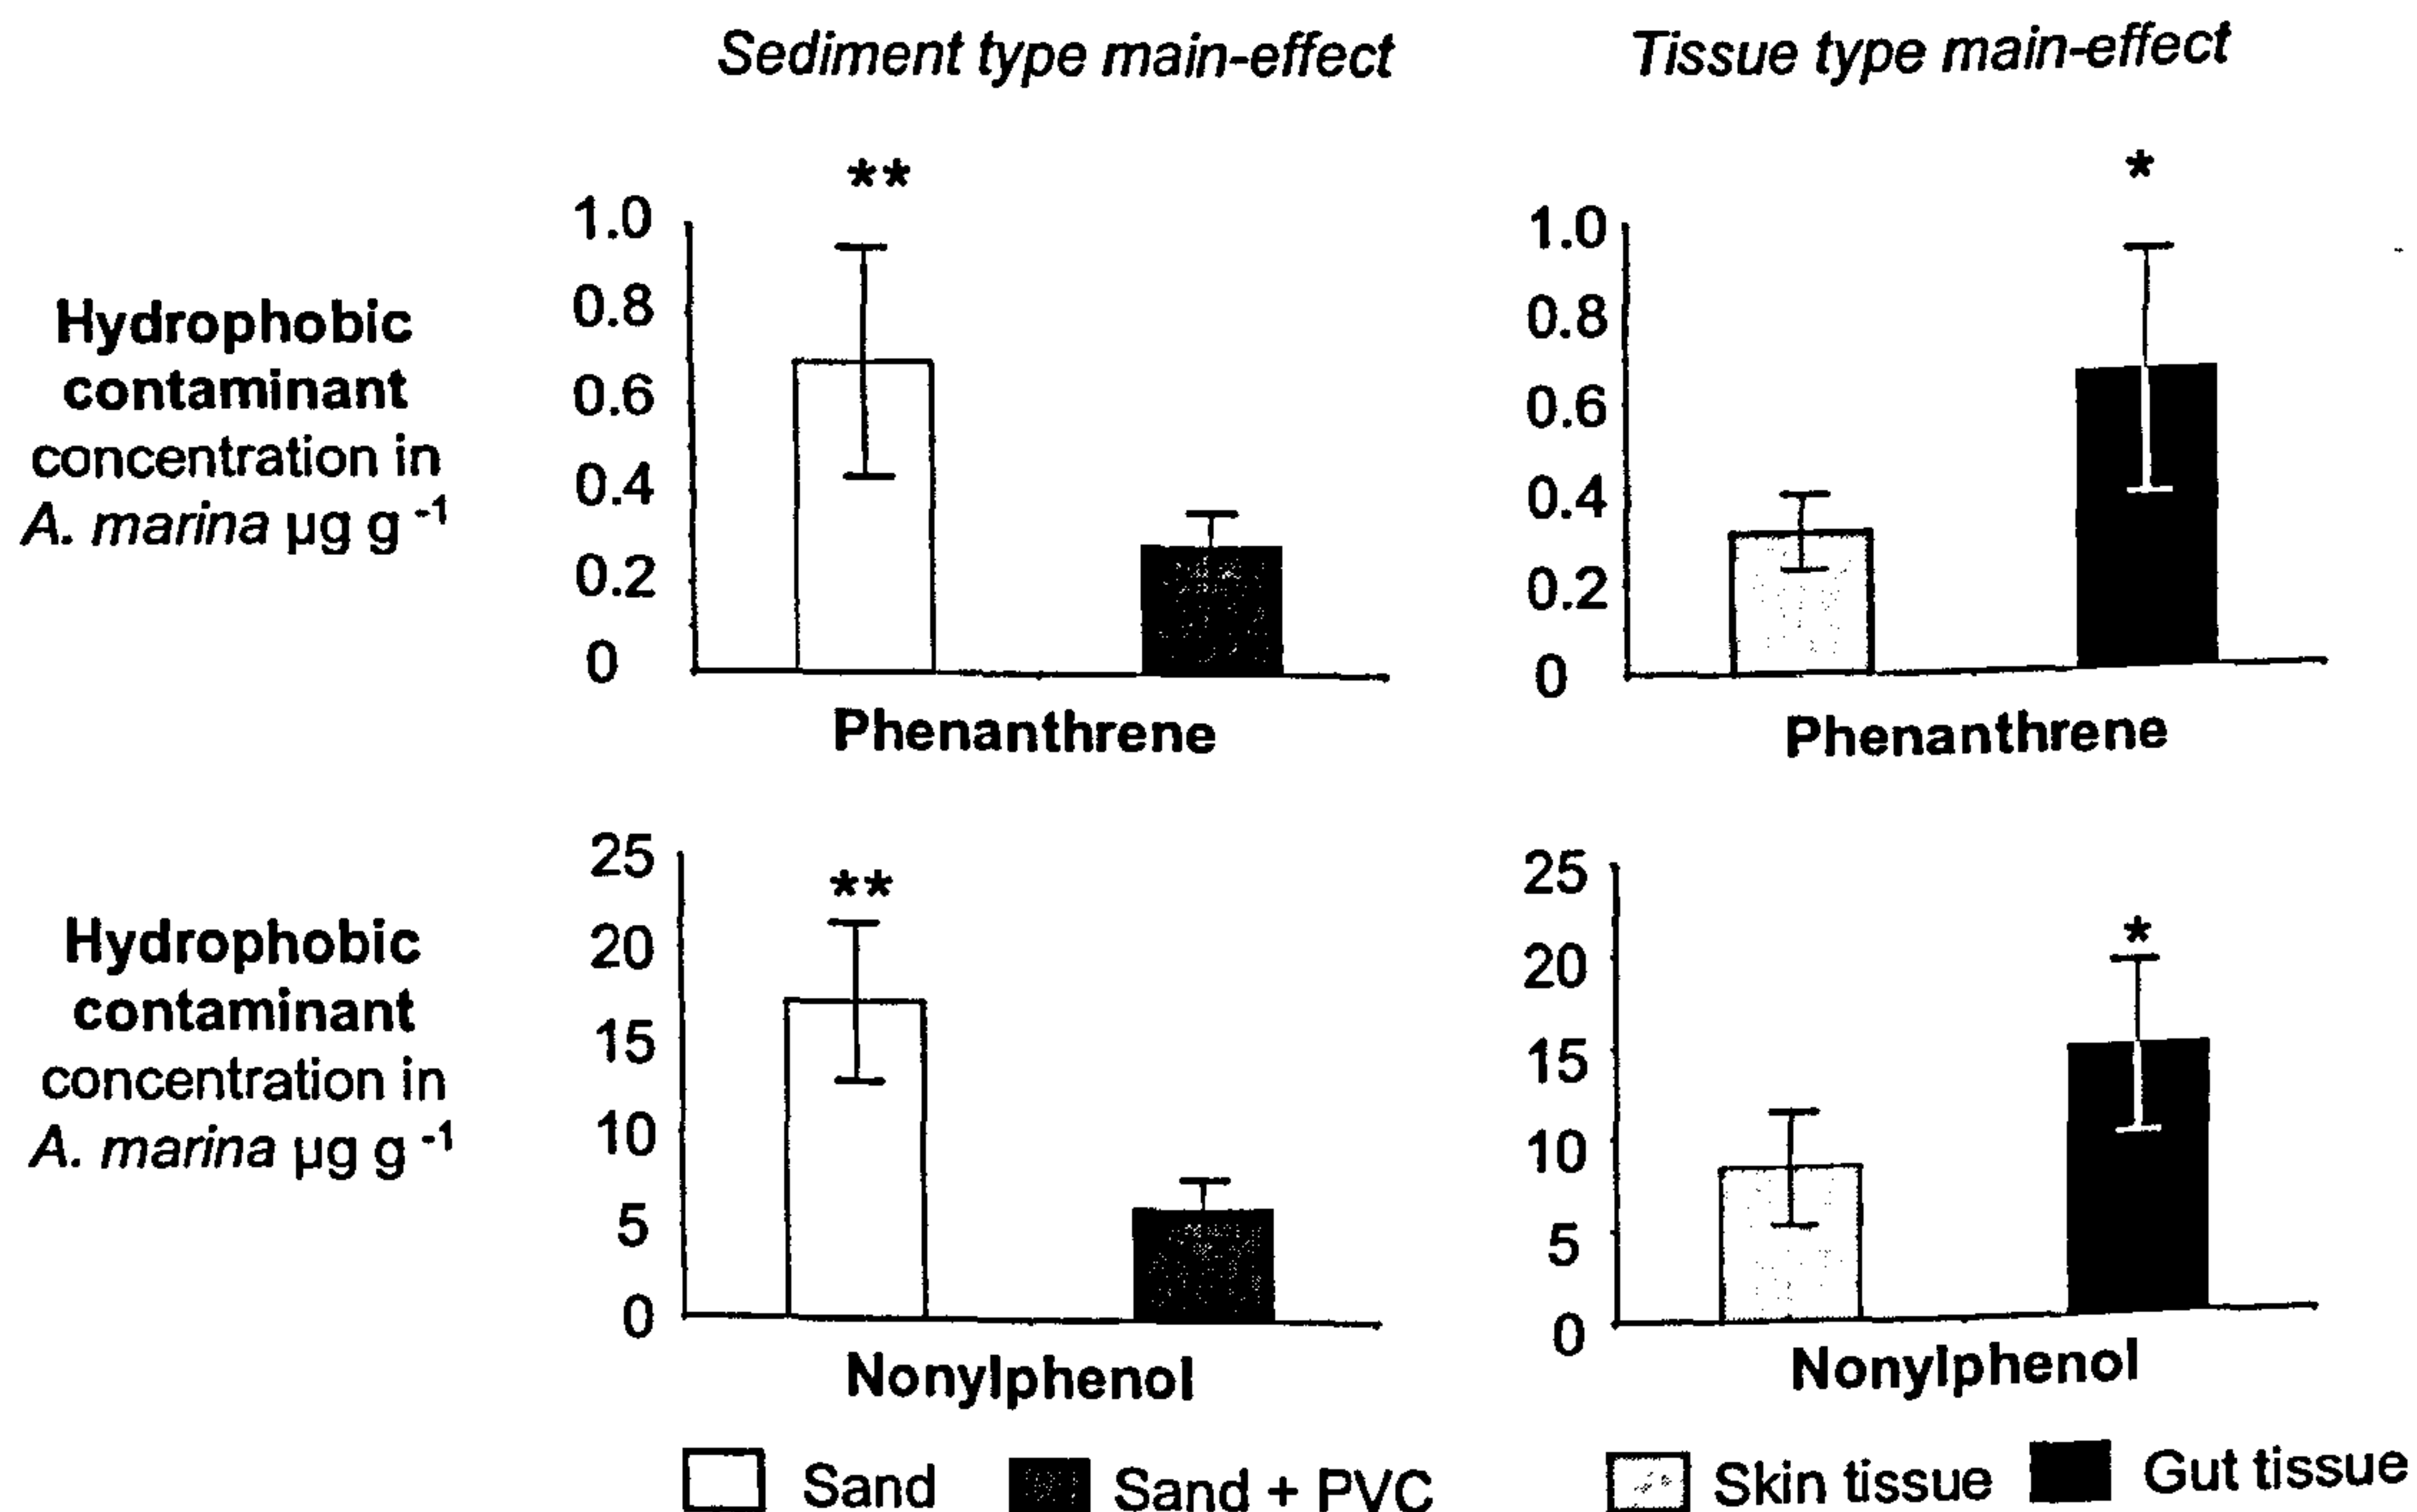 Sediment type main-effect
Tissue type main-effect
Hydrophobic
contaminant
concentration in
A. marina µg g -1
**
1.0
0.8
0.6
0.4
0.2
0
Phenanthrene
*
1.0
0.8
0.6
0.4
0.2
0
Phenanthrene
Hydrophobic
contaminant
concentration in
A. marina µg g -1
25
**
20
15
10
5
0
Nonylphenol
25
*
20
15
10
5
0
Nonylphenol
Sand
Sand + PVC
Skin tissue
Gut tissue